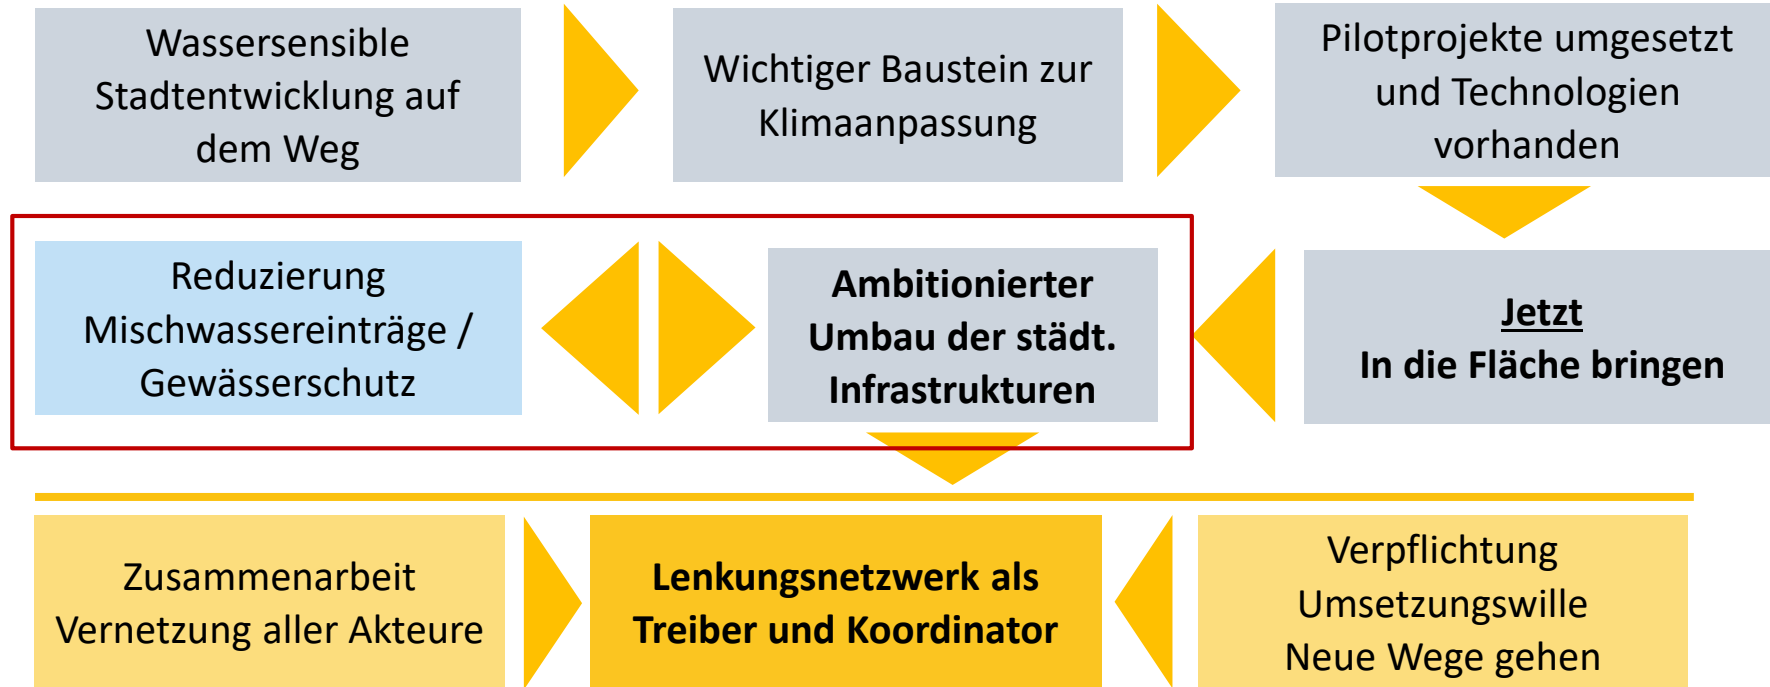 Wassersensible
Stadtentwicklung auf
dem Weg
Wichtiger Baustein zur
Klimaanpassung
Pilotprojekte umgesetzt
und Technologien
vorhanden
Reduzierung
Mischwassereinträge /
Gewässerschutz
Ambitionierter
Umbau der städt.
Infrastrukturen
Jetzt
In die Fläche bringen
Zusammenarbeit
Vernetzung aller Akteure
Lenkungsnetzwerk als
Treiber und Koordinator
Verpflichtung
Umsetzungswille
Neue Wege gehen